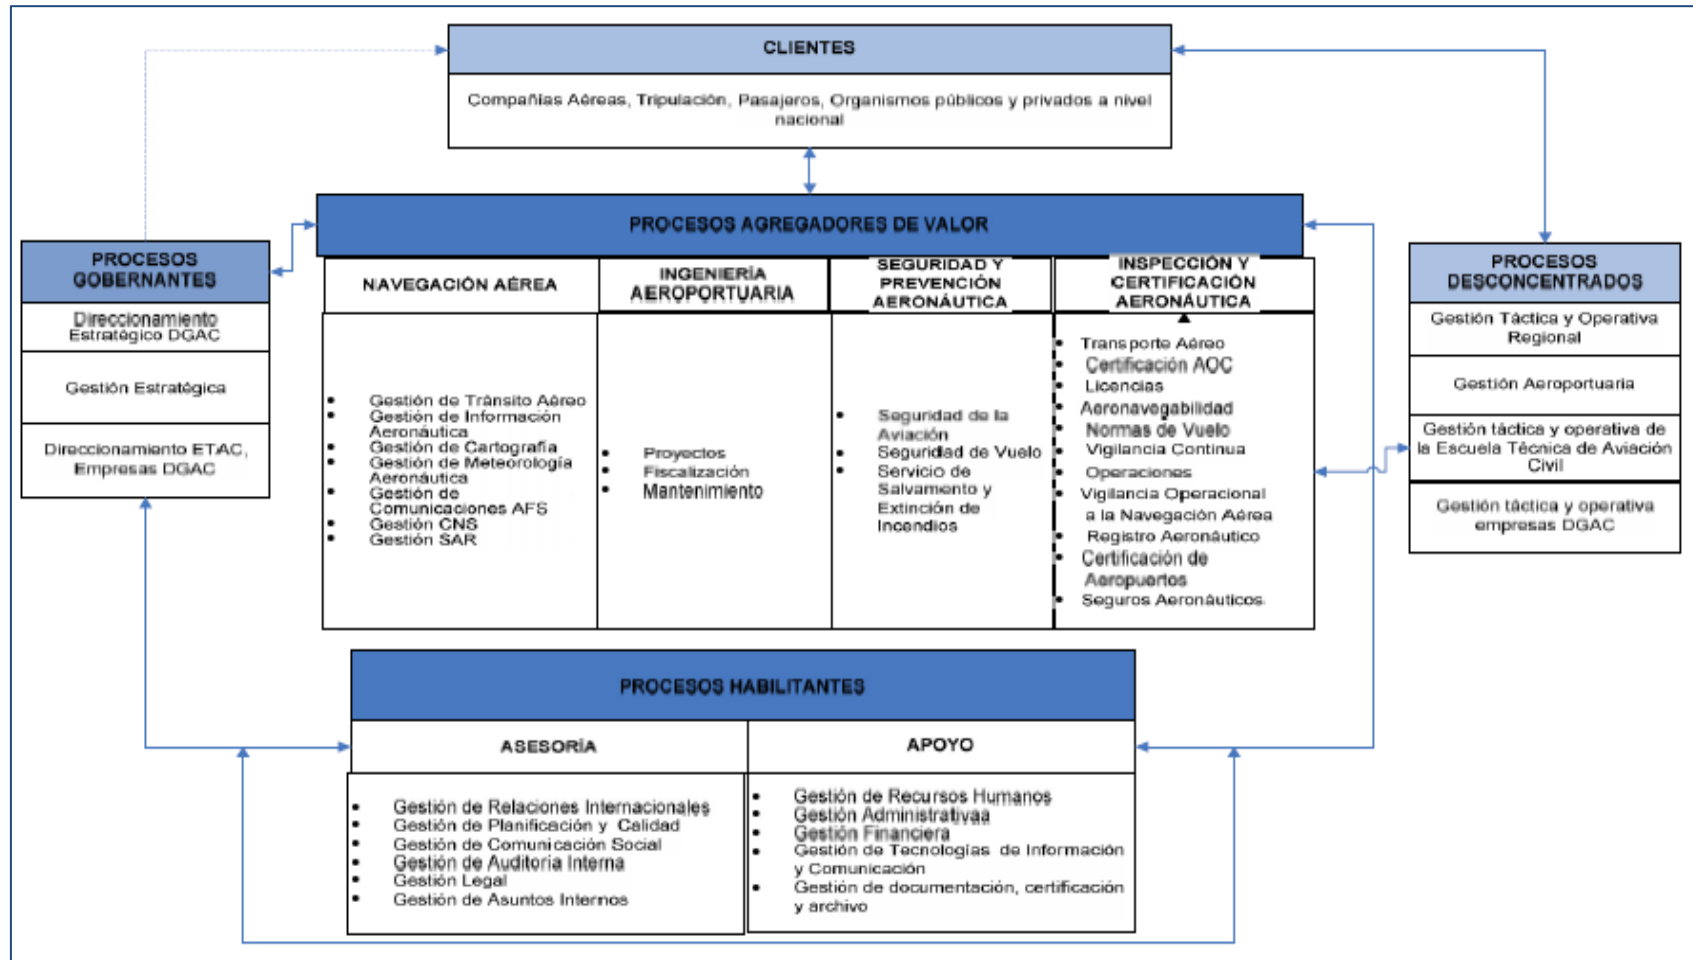 CLIENTES
Compañías Aéreas, Tripulación, Pasajeros, Organismos públicos y privados a nivel
nacional
PROCESOS AGREGADORES DE VALOR
PROCESOS
GOBERNANTES
Direccionamiento
Estratégico DGAC
Gestión Estratégica
Direccionamiento ETAC,
Empresas DGAC
NAVEGACIÓN AÉREA
• Gestión de Tránsito Aéreo
• Gestión de Información
Aeronáutica
• Gestión de Cartografía
• Gestión de Meteorología
Aeronáutica
• Gestión de
Comunicaciones AFS
• Gestión CNS
• Gestión SAR
INGENIERÍA
AEROPORTUARIA
• Proyectos
• Fiscalización
• Mantenimiento
SEGURIDAD Y
PREVENCIÓN
AERONÁUTICA
• Seguridad de la
Aviación
• Seguridad de Vuelo
• Servicio de
Salvamento y
Extinción de
Incendios
INSPECCIÓN Y
CERTIFICACIÓN
AERONÁUTICA
• Transporte Aéreo
• Certificación AOC
• Licencias
• Aeronavegabilidad
• Normas de Vuelo
• Vigilancia Continua
• Operaciones
• Vigilancia Operacional
a la Navegación Aérea
• Registro Aeronáutico
• Certificación de
Aeropuertos
• Seguros Aeronáuticos
PROCESOS
DESCONCENTRADOS
Gestión Táctica y Operativa
Regional
Gestión Aeroportuaria
Gestión táctica y operativa de
la Escuela Técnica de Aviación
Civil
Gestión táctica y operativa
empresas DGAC
PROCESOS HABILITANTES
ASESORÍA
• Gestión de Relaciones Internacionales
• Gestión de Planificación y Calidad
• Gestión de Comunicación Social
• Gestión de Auditoria Interna
• Gestión Legal
• Gestión de Asuntos Internos
APOYO
• Gestión de Recursos Humanos
• Gestión Administrativaa
• Gestión Financiera
• Gestión de Tecnologías de Información
y Comunicación
• Gestión de documentación, certificación
y archivo